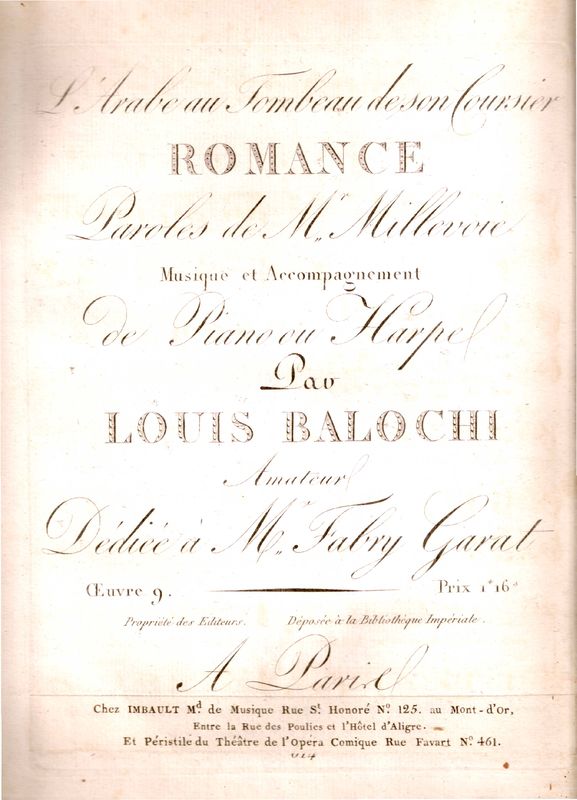 L'Arabe au Tombeau de son Coursier
ROMANCE
Paroles de Mr. Millevoie
Musique et Accompagnement
de Piano ou Harpe
Par
LOUIS BALOCHI
Amateur
Dédiée à Mr. Fabry Garat
Œuvre 9. Prix 1# 16s
Propriété des Editeurs. Déposée à la Bibliothèque Impériale.
A Paris
Chez IMBAULT Md. de Musique Rue St. Honoré No. 125. au Mont-d'Or,
Entre la Rue des Poulies et l'Hôtel d'Aligre.
Et Péristile du Théâtre de l'Opéra Comique Rue Favart No. 461.